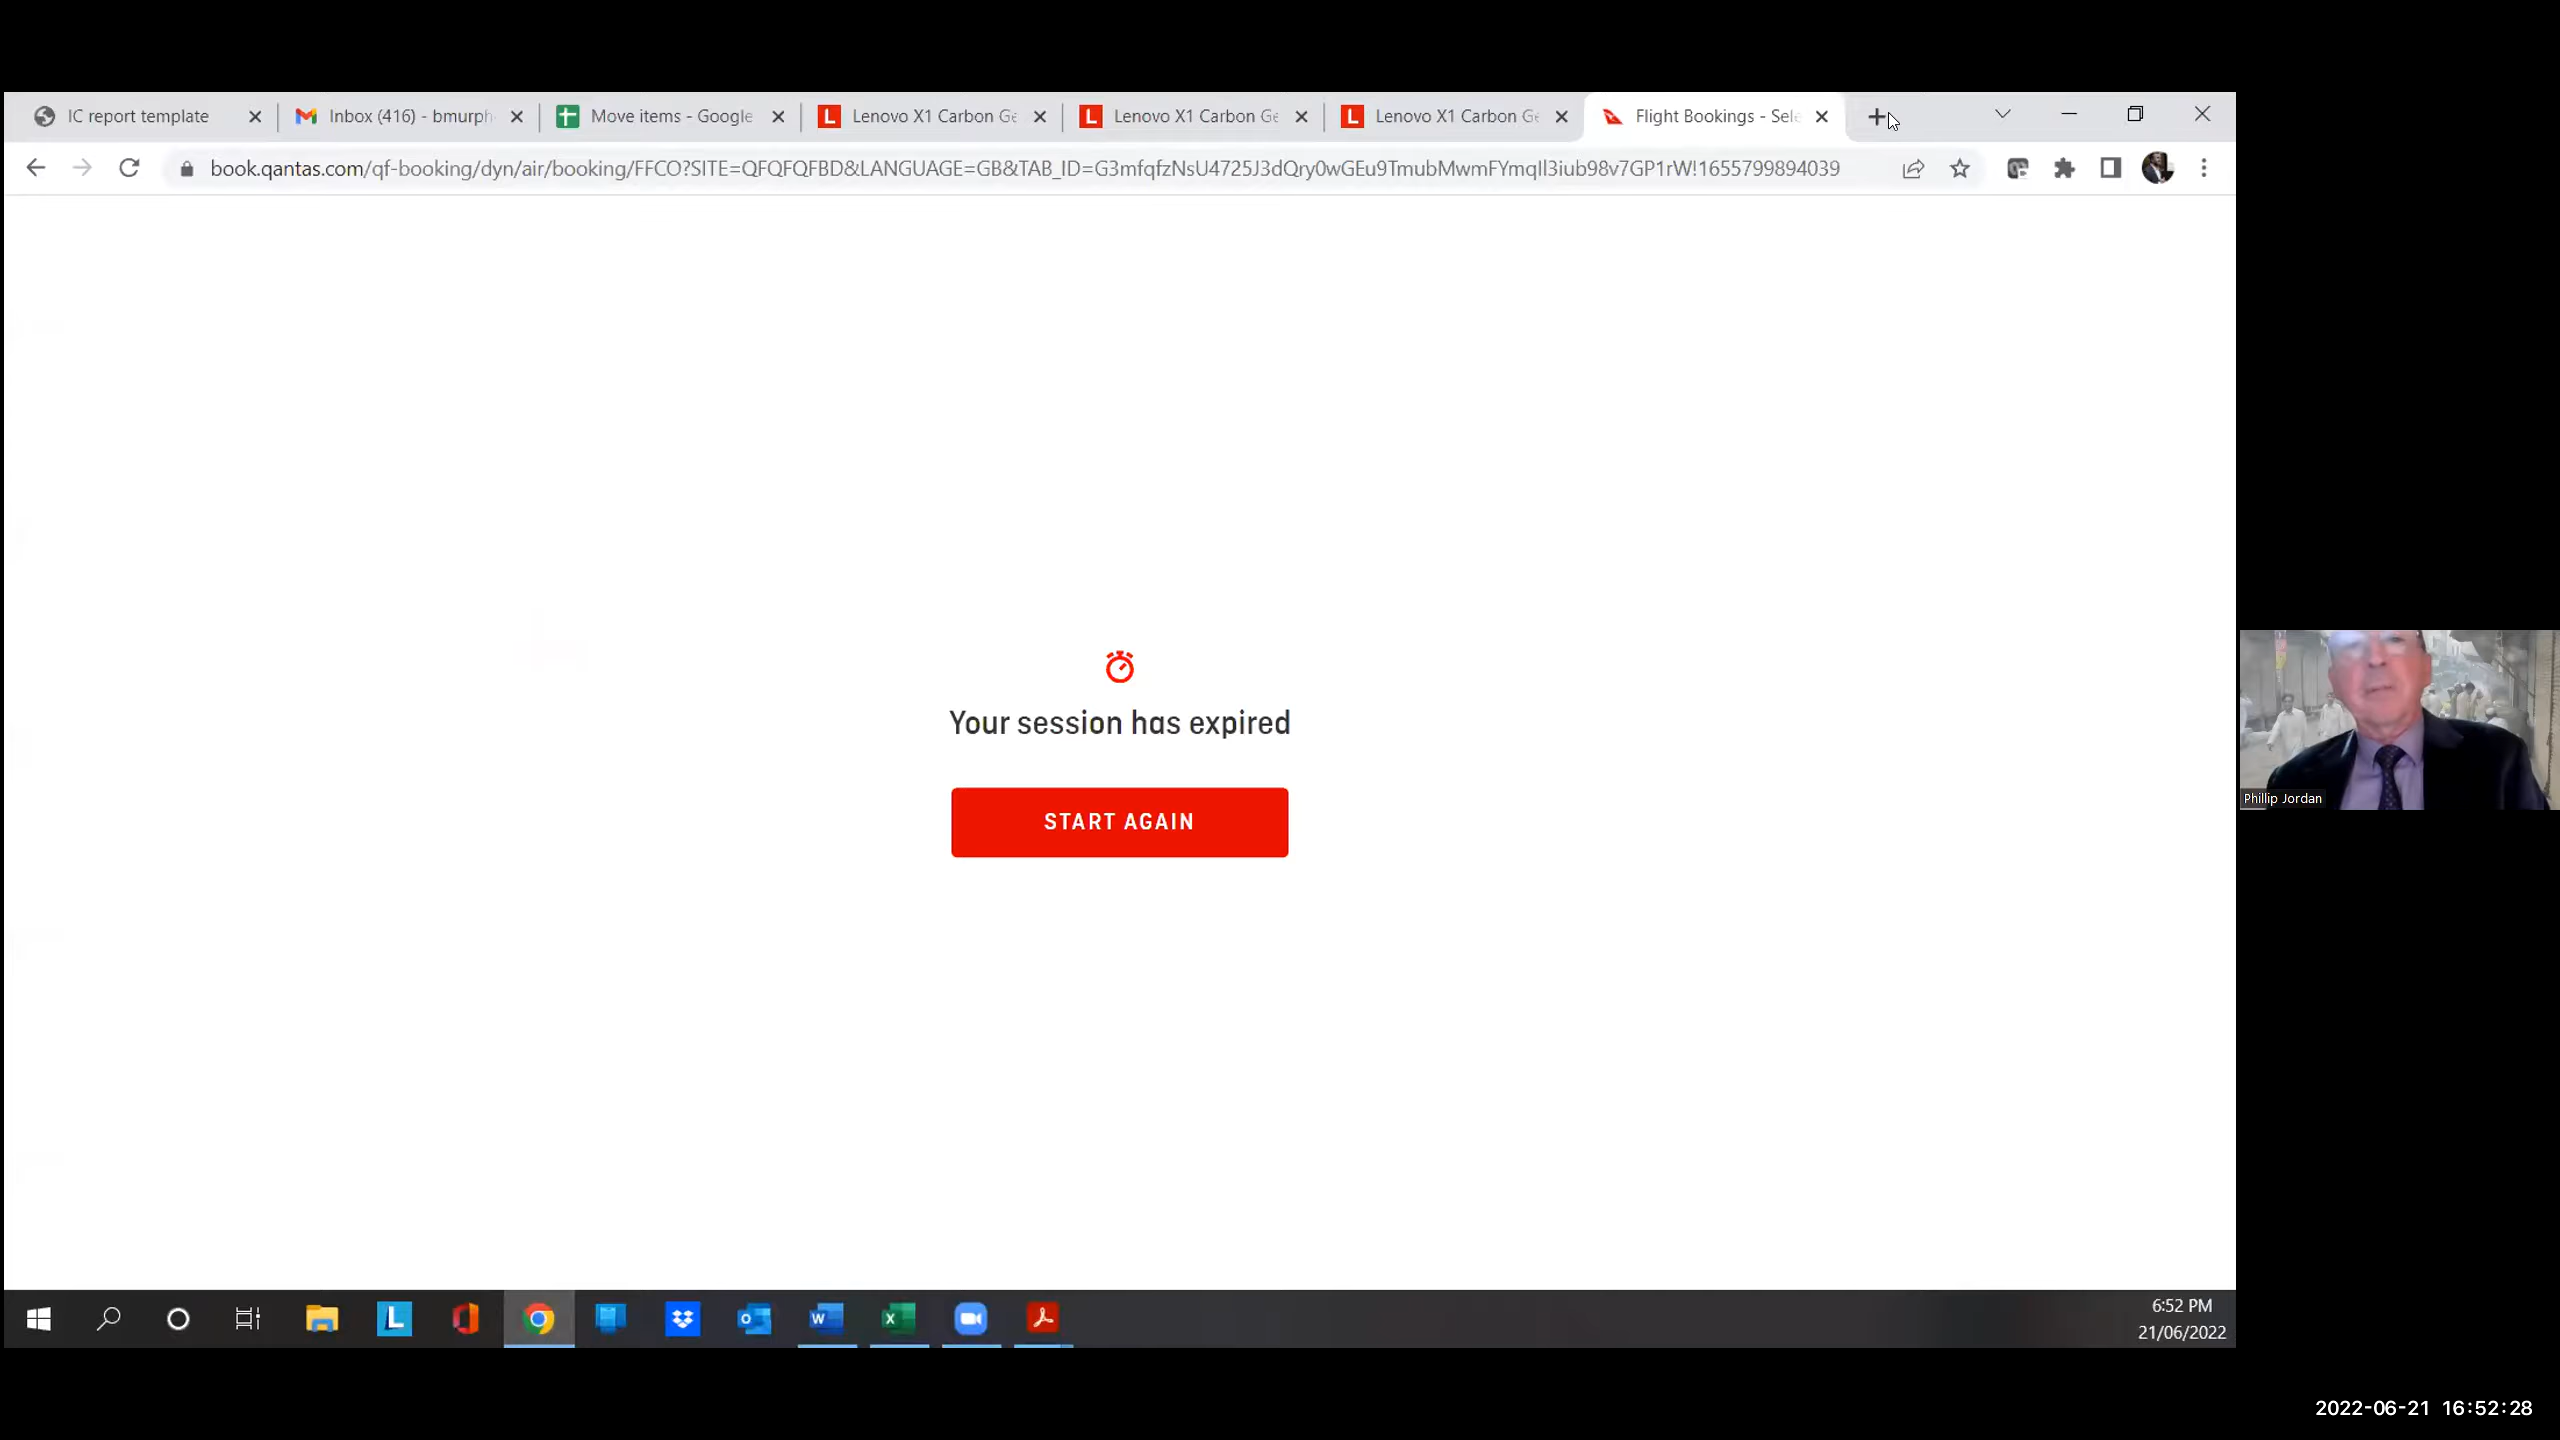 IC report template
Inbox (416) - bmurph
Move items - Google
Lenovo X1 Carbon Ge
Lenovo X1 Carbon Ge
Lenovo X1 Carbon Ge
Flight Bookings - Sele
book.qantas.com/qf-booking/dyn/air/booking/FFCO?SITE=QFQFQFBD&LANGUAGE=GB&TAB_ID=G3mfqfzNsU4725J3dQry0wGEu9TmubMwmFYmqIl3iub98v7GP1rW!1655799894039
Your session has expired
START AGAIN
Phillip Jordan
6:52 PM
21/06/2022
2022-06-21 16:52:28